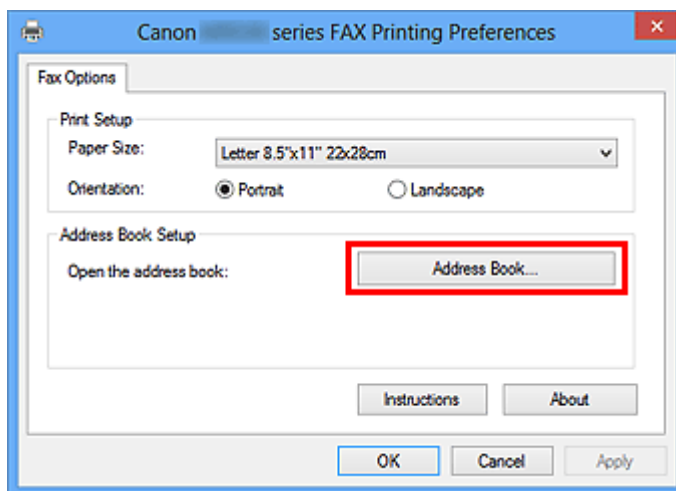 Canon series FAX Printing Preferences
Fax Options
Print Setup
Paper Size: Letter 8.5"x11" 22x28cm
Orientation: Portrait Landscape
Address Book Setup
Open the address book: Address Book...
Instructions About
OK Cancel Apply